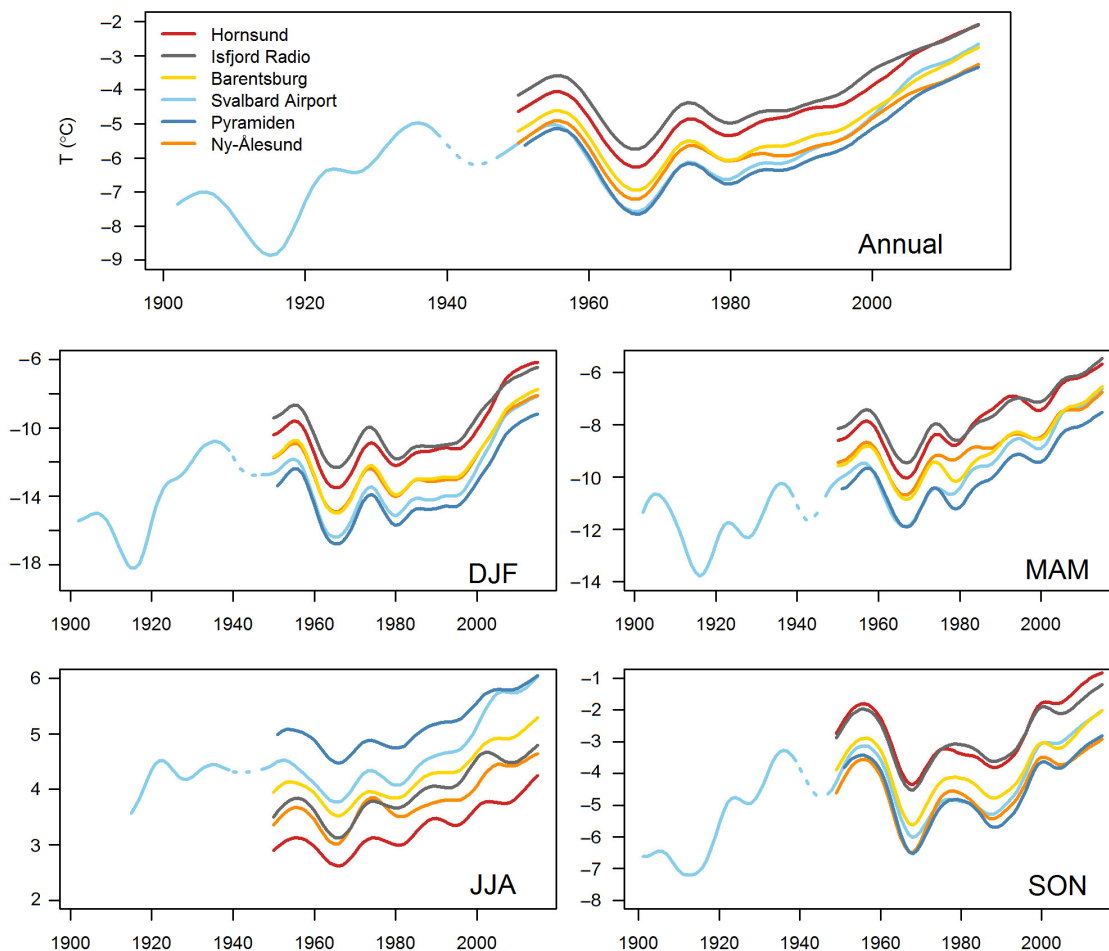 T (°C)
−2
−3
−4
−5
−6
−7
−8
−9
Hornsund
Isfjord Radio
Barentsburg
Svalbard Airport
Pyramiden
Ny-Ålesund
Annual
1900 1920 1940 1960 1980 2000
−6
−10
−14
−18
DJF
1900 1920 1940 1960 1980 2000
−6
−8
−10
−12
−14
MAM
1900 1920 1940 1960 1980 2000
6
5
4
3
2
JJA
1900 1920 1940 1960 1980 2000
−1
−2
−3
−4
−5
−6
−7
−8
SON
1900 1920 1940 1960 1980 2000